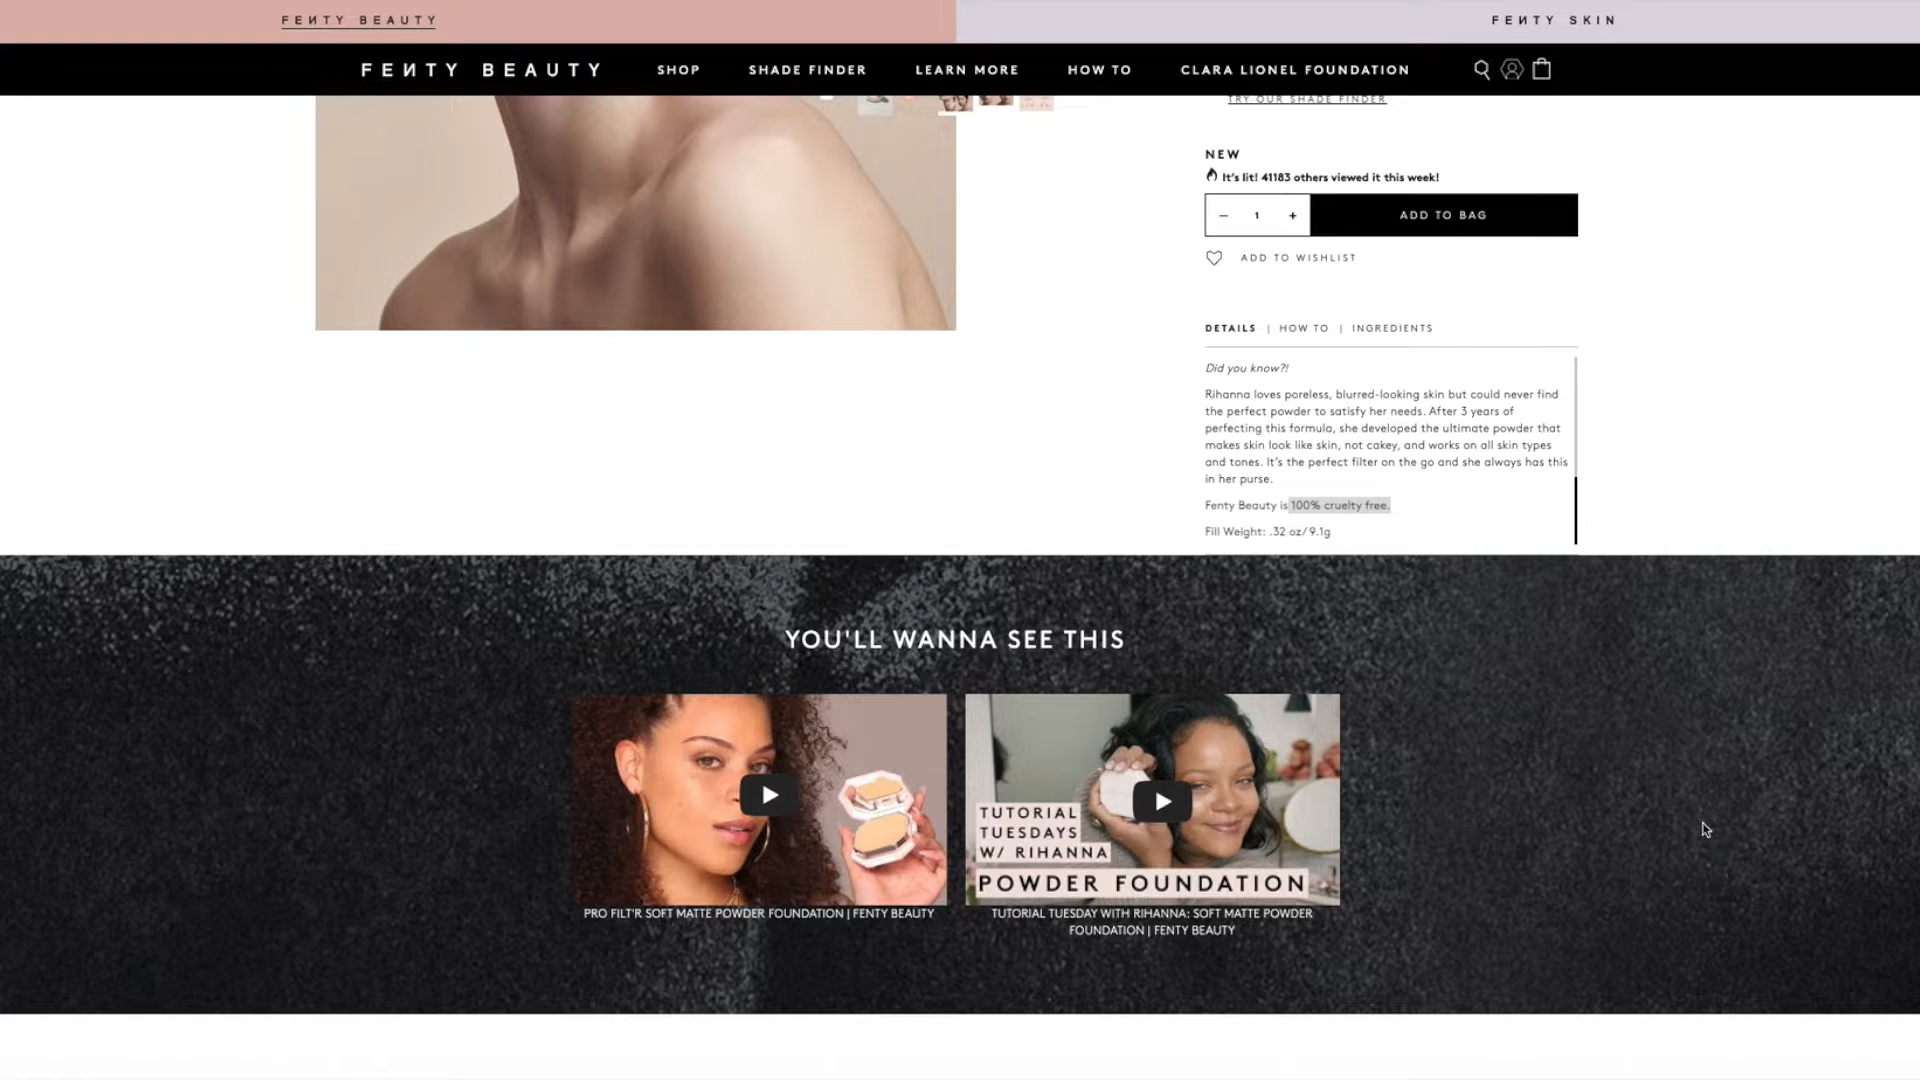 FEИTY BEAUTY
FEИTY SKIN
FEИTY BEAUTY
SHOP
SHADE FINDER
LEARN MORE
HOW TO
CLARA LIONEL FOUNDATION
TRY OUR SHADE FINDER
NEW
It's lit! 41183 others viewed it this week!
– 1 +
ADD TO BAG
ADD TO WISHLIST
DETAILS | HOW TO | INGREDIENTS
Did you know?!
Rihanna loves poreless, blurred-looking skin but could never find
the perfect powder to satisfy her needs. After 3 years of
perfecting this formula, she developed the ultimate powder that
makes skin look like skin, not cakey, and works on all skin types
and tones. It's the perfect filter on the go and she always has this
in her purse.
Fenty Beauty is 100% cruelty free.
Fill Weight: .32 oz/ 9.1g
YOU'LL WANNA SEE THIS
PRO FILT'R SOFT MATTE POWDER FOUNDATION | FENTY BEAUTY
TUTORIAL
TUESDAYS
W/ RIHANNA
POWDER FOUNDATION
TUTORIAL TUESDAY WITH RIHANNA: SOFT MATTE POWDER
FOUNDATION | FENTY BEAUTY